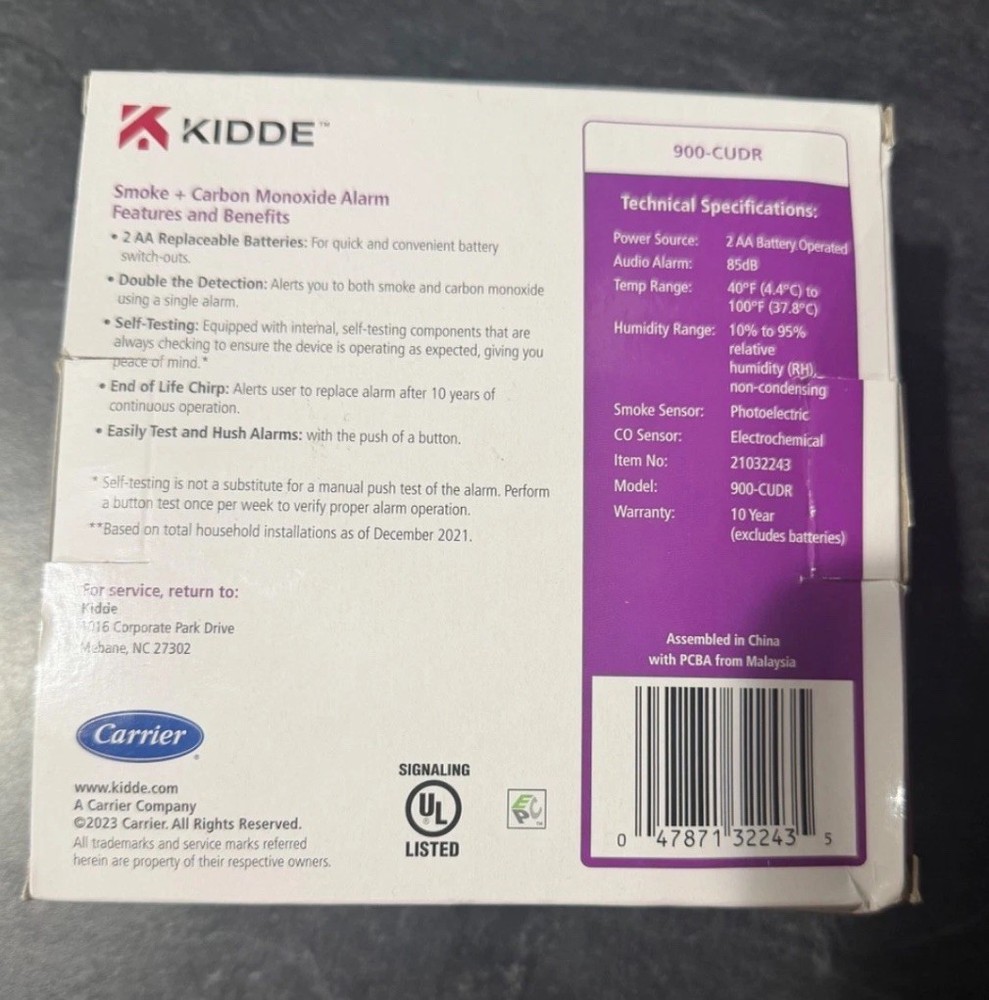 KIDDE™
Smoke + Carbon Monoxide Alarm
Features and Benefits
• 2 AA Replaceable Batteries: For quick and convenient battery
switch-outs.
• Double the Detection: Alerts you to both smoke and carbon monoxide
using a single alarm.
• Self-Testing: Equipped with internal, self-testing components that are
always checking to ensure the device is operating as expected, giving you
peace of mind.*
• End of Life Chirp: Alerts user to replace alarm after 10 years of
continuous operation.
• Easily Test and Hush Alarms: with the push of a button.
* Self-testing is not a substitute for a manual push test of the alarm. Perform
a button test once per week to verify proper alarm operation.
**Based on total household installations as of December 2021.
For service, return to:
Kidde
1016 Corporate Park Drive
Mebane, NC 27302
Carrier®
www.kidde.com
A Carrier Company
©2023 Carrier. All Rights Reserved.
All trademarks and service marks referred
herein are property of their respective owners.
SIGNALING
UL®
LISTED
EPC™
900-CUDR
Technical Specifications:
Power Source: 2 AA Battery Operated
Audio Alarm: 85dB
Temp Range: 40°F (4.4°C) to
100°F (37.8°C)
Humidity Range: 10% to 95%
relative
humidity (RH),
non-condensing
Smoke Sensor: Photoelectric
CO Sensor: Electrochemical
Item No: 21032243
Model: 900-CUDR
Warranty: 10 Year
(excludes batteries)
Assembled in China
with PCBA from Malaysia
0 47871 32243 5